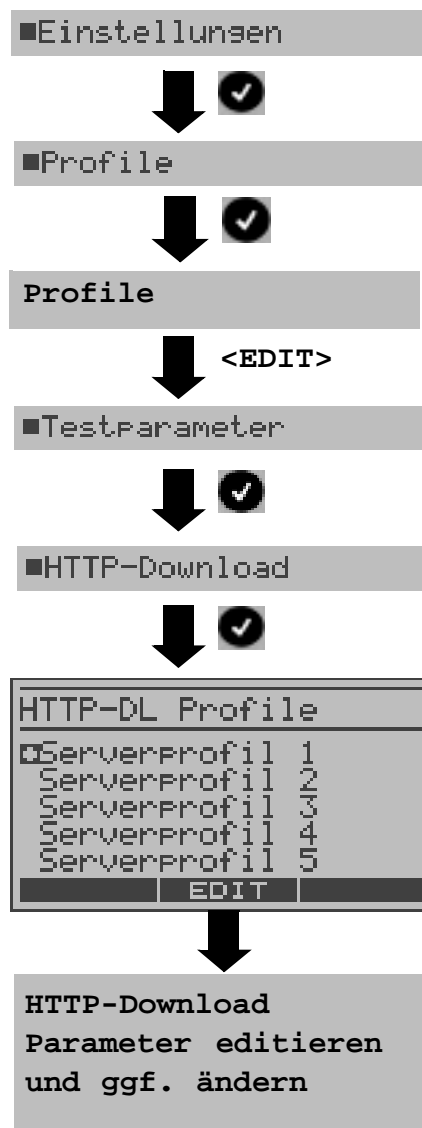 ■Einstellungen
■Profile
Profile
<EDIT>
■Testparameter
■HTTP-Download
HTTP-DL Profile
Serverprofil 1
Serverprofil 2
Serverprofil 3
Serverprofil 4
Serverprofil 5
EDIT
HTTP-Download
Parameter editieren
und ggf. ändern